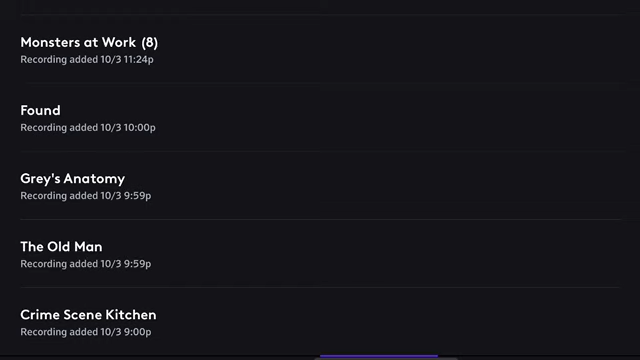 Monsters at Work (8)
Recording added 10/3 11:24p
Found
Recording added 10/3 10:00p
Grey's Anatomy
Recording added 10/3 9:59p
The Old Man
Recording added 10/3 9:59p
Crime Scene Kitchen
Recording added 10/3 9:00p